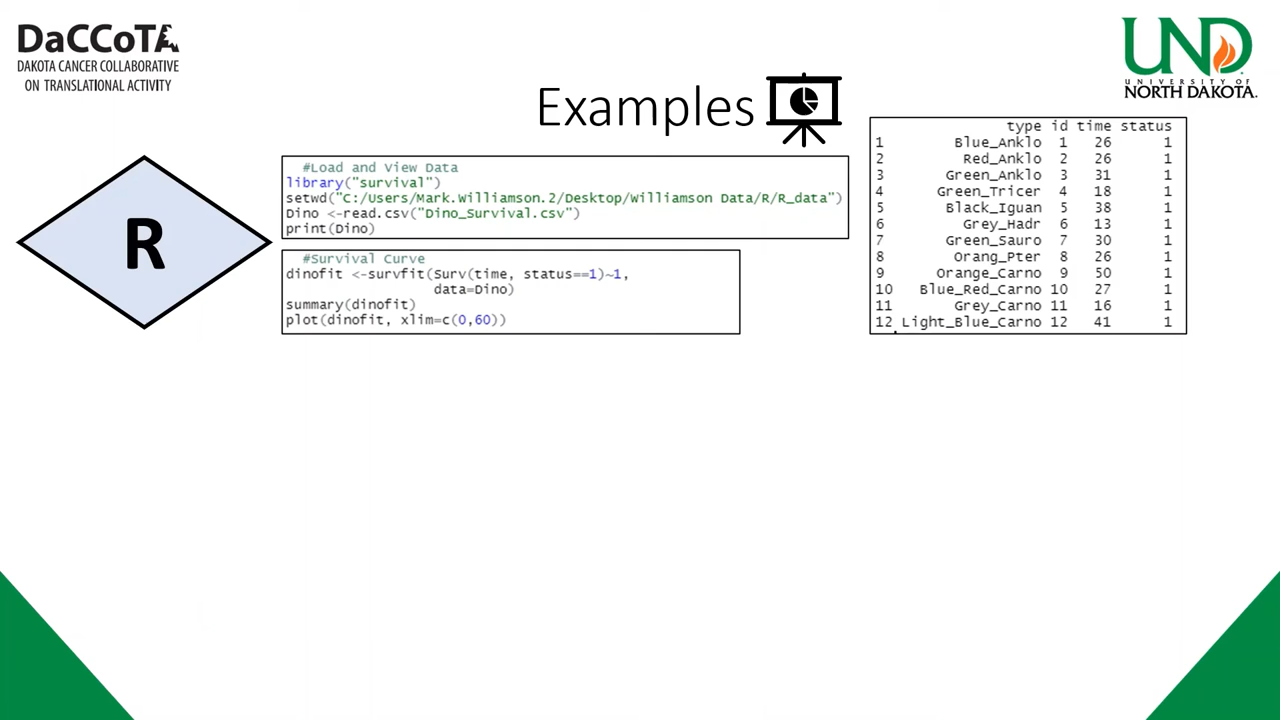 DaCCoTA
DAKOTA CANCER COLLABORATIVE
ON TRANSLATIONAL ACTIVITY
UND
UNIVERSITY OF
NORTH DAKOTA.
Examples
R
#Load and View Data
library("survival")
setwd("C:/Users/Mark.Williamson.2/Desktop/Williamson Data/R/R_data")
Dino <-read.csv("Dino_Survival.csv")
print(Dino)
#Survival Curve
dinofit <-survfit(Surv(time, status==1)~1,
data=Dino)
summary(dinofit)
plot(dinofit, xlim=c(0,60))
type id time status
1 Blue_Anklo 1 26 1
2 Red_Anklo 2 26 1
3 Green_Anklo 3 31 1
4 Green_Tricer 4 18 1
5 Black_Iguan 5 38 1
6 Grey_Hadr 6 13 1
7 Green_Sauro 7 30 1
8 Orang_Pter 8 26 1
9 Orange_Carno 9 50 1
10 Blue_Red_Carno 10 27 1
11 Grey_Carno 11 16 1
12 Light_Blue_Carno 12 41 1